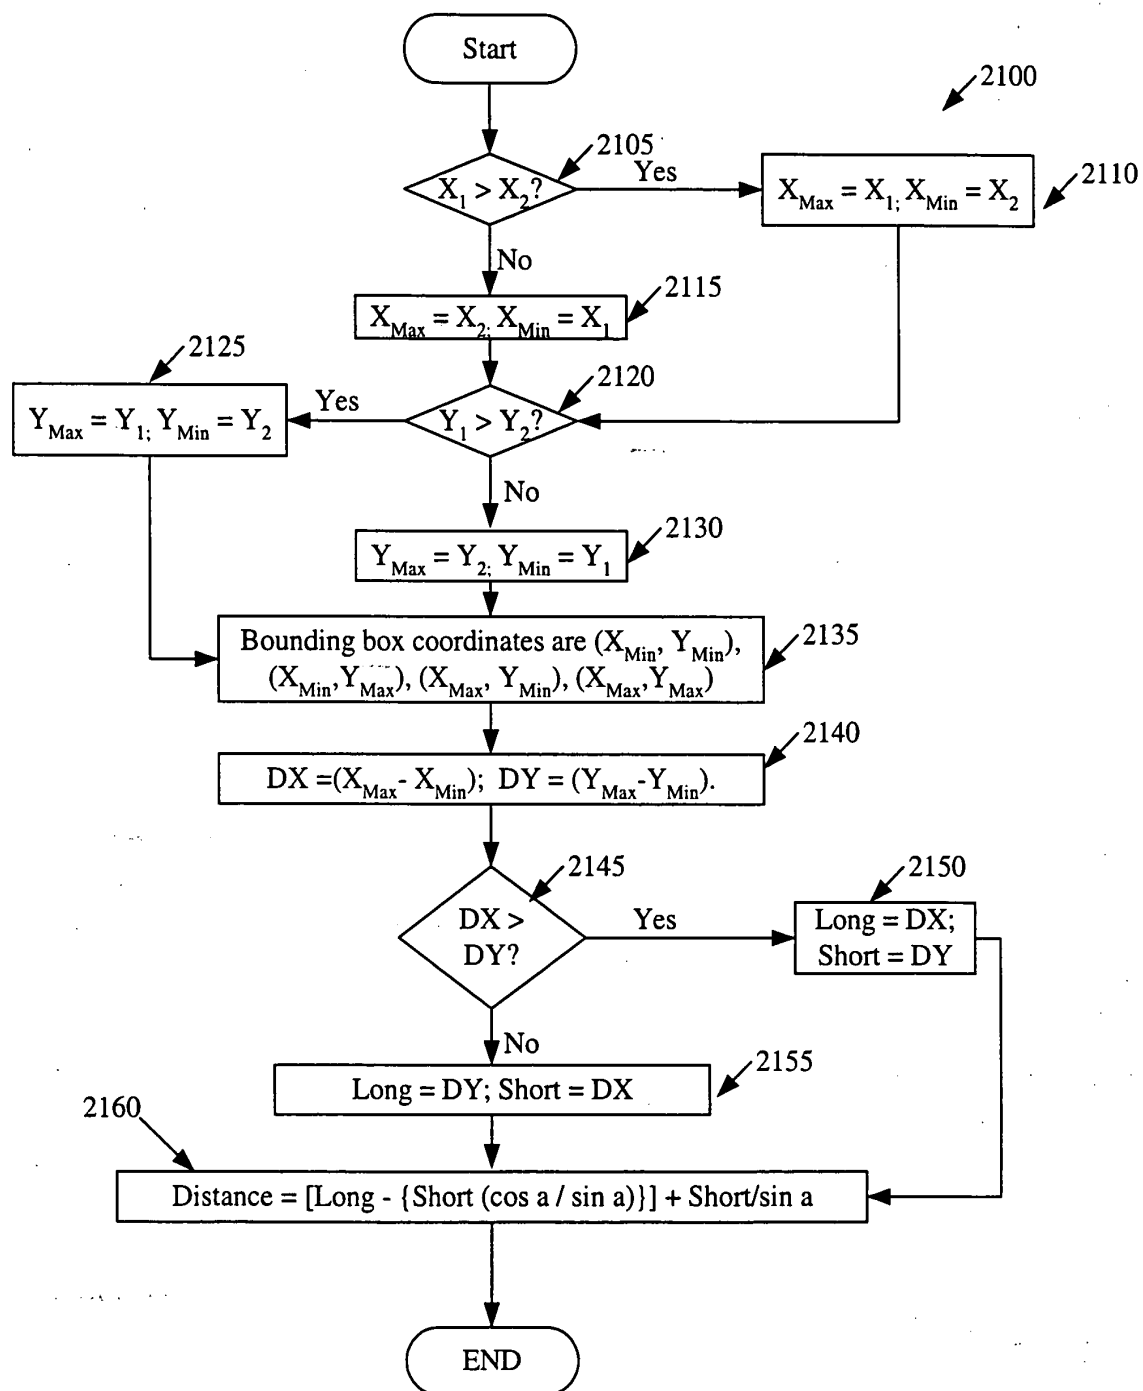 Start
2100
2105
X1 > X2?
Yes
XMax = X1; XMin = X2
2110
No
2115
XMax = X2; XMin = X1
2125
2120
YMax = Y1; YMin = Y2
Yes
Y1 > Y2?
No
2130
YMax = Y2; YMin = Y1
Bounding box coordinates are (XMin, YMin),
(XMin,YMax), (XMax, YMin), (XMax,YMax)
2135
2140
DX =(XMax- XMin); DY = (YMax-YMin).
2145
2150
DX >
DY?
Yes
Long = DX;
Short = DY
No
2155
Long = DY; Short = DX
2160
Distance = [Long - {Short (cos a / sin a)}] + Short/sin a
END